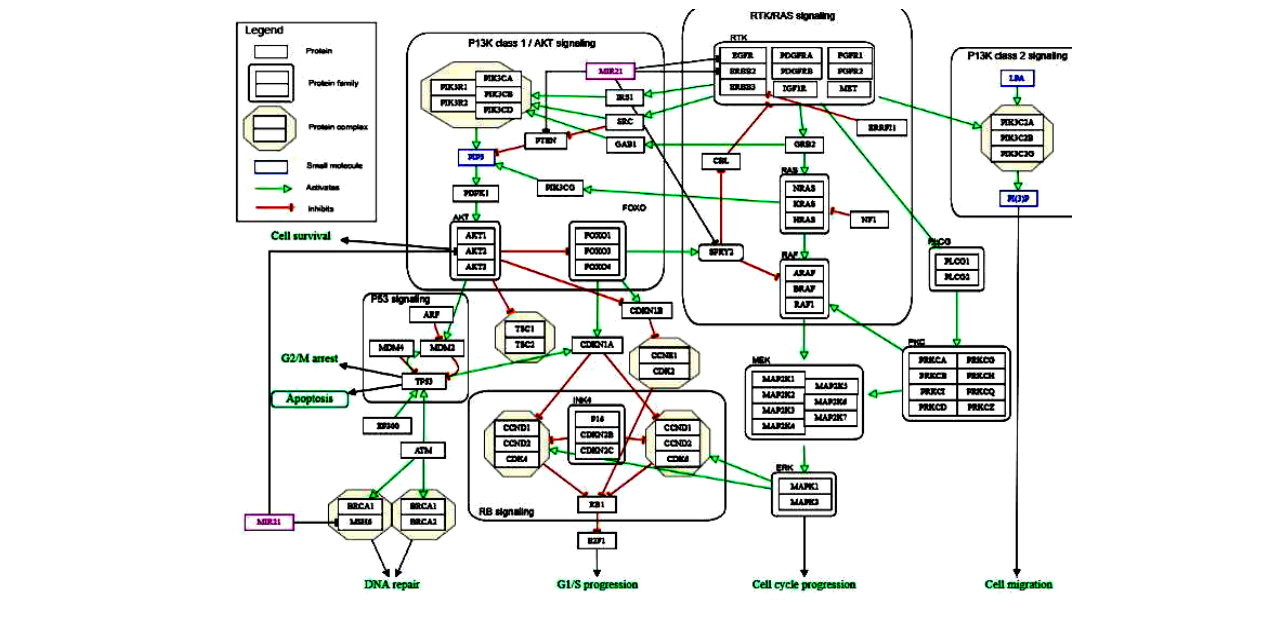 Legend
Protein
Protein family
Protein complex
Small molecule
Activates
Inhibits
P13K class 1 / AKT signaling
PIK3CA
PIK3R1
PIK3CB
PIK3R2
PIK3CD
MIR21
IRS1
SRC
GAB1
PTEN
PIP3
PDPK1
PIK3CG
AKT
AKT1
AKT2
AKT3
FOXO
FOXO1
FOXO3
FOXO4
Cell survival
RTK/RAS signaling
RTK
EGFR
PDGFRA
FGFR1
ERBB2
PDGFRB
FGFR2
ERBB3
IGF1R
MET
ERRFI1
GRB2
CBL
RAS
NRAS
KRAS
HRAS
NF1
SPRY2
RAF
ARAF
BRAF
RAF1
P13K class 2 signaling
LPA
PIK3C2A
PIK3C2B
PIK3C2G
PI(3)P
PLCG
PLCG1
PLCG2
P53 signaling
ARF
MDM4
MDM2
TP53
G2/M arrest
Apoptosis
EP300
ATM
TSC1
TSC2
CDKN1B
CDKN1A
CCNE1
CDK2
PKC
PRKCA
PRKCG
PRKCB
PRKCH
PRKCI
PRKCQ
PRKCD
PRKCZ
MEK
MAP2K1
MAP2K2
MAP2K3
MAP2K4
MAP2K5
MAP2K6
MAP2K7
INK4
P16
CDKN2B
CDKN2C
CCND1
CCND2
CDK4
CCND1
CCND2
CDK6
RB signaling
RB1
E2F1
ERK
MAPK1
MAPK3
MIR21
BRCA1
MSH6
BRCA1
BRCA2
DNA repair
G1/S progression
Cell cycle progression
Cell migration